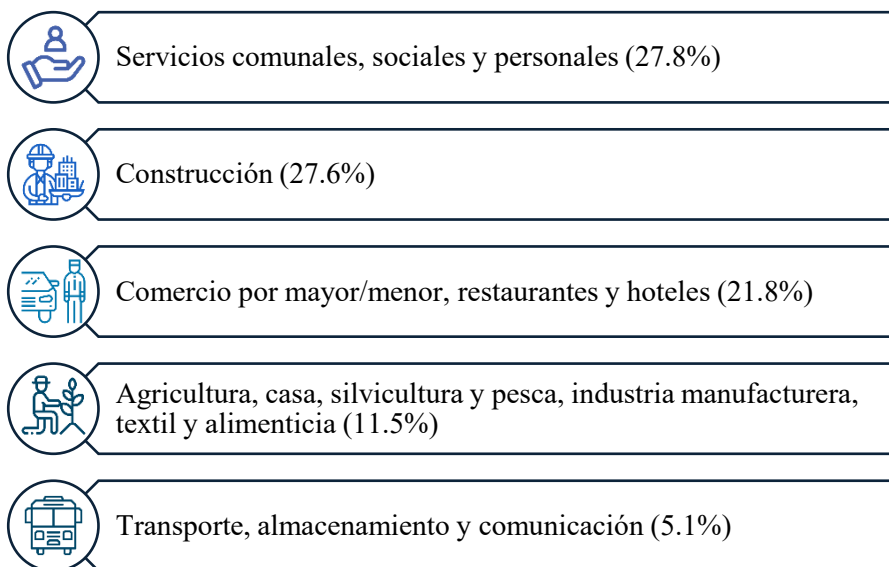 Servicios comunales, sociales y personales (27.8%)
Construcción (27.6%)
Comercio por mayor/menor, restaurantes y hoteles (21.8%)
Agricultura, casa, silvicultura y pesca, industria manufacturera,
textil y alimenticia (11.5%)
Transporte, almacenamiento y comunicación (5.1%)